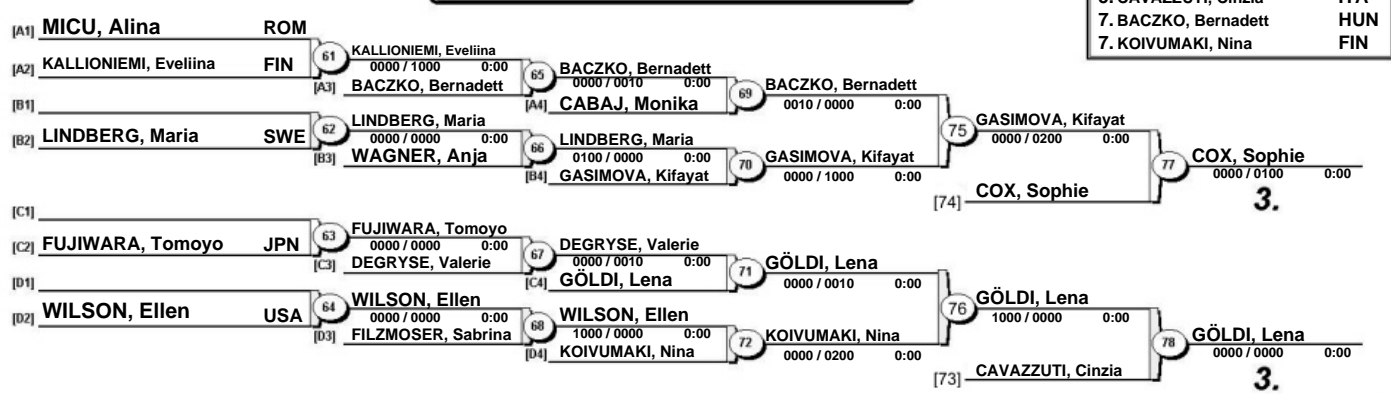 3. CAVAZZUTI, Cinzia ITA
7. BACZKO, Bernadett HUN
7. KOIVUMAKI, Nina FIN
[A1] MICU, Alina ROM
[A2] KALLIONIEMI, Eveliina FIN
61
KALLIONIEMI, Eveliina
0000 / 1000 0:00
[A3] BACZKO, Bernadett
65
BACZKO, Bernadett
0000 / 0010 0:00
[A4] CABAJ, Monika
69
BACZKO, Bernadett
0010 / 0000 0:00
[B1]
[B2] LINDBERG, Maria SWE
62
LINDBERG, Maria
0000 / 0000 0:00
[B3] WAGNER, Anja
66
LINDBERG, Maria
0100 / 0000 0:00
[B4] GASIMOVA, Kifayat
70
GASIMOVA, Kifayat
0000 / 1000 0:00
75
GASIMOVA, Kifayat
0000 / 0200 0:00
[74] COX, Sophie
77
COX, Sophie
0000 / 0100 0:00
3.
[C1]
[C2] FUJIWARA, Tomoyo JPN
63
FUJIWARA, Tomoyo
0000 / 0000 0:00
[C3] DEGRYSE, Valerie
67
DEGRYSE, Valerie
0000 / 0010 0:00
[C4] GÖLDI, Lena
71
GÖLDI, Lena
0000 / 0010 0:00
[D1]
[D2] WILSON, Ellen USA
64
WILSON, Ellen
0000 / 0000 0:00
[D3] FILZMOSER, Sabrina
68
WILSON, Ellen
1000 / 0000 0:00
[D4] KOIVUMAKI, Nina
72
KOIVUMAKI, Nina
0000 / 0200 0:00
76
GÖLDI, Lena
1000 / 0000 0:00
[73] CAVAZZUTI, Cinzia
78
GÖLDI, Lena
0000 / 0000 0:00
3.